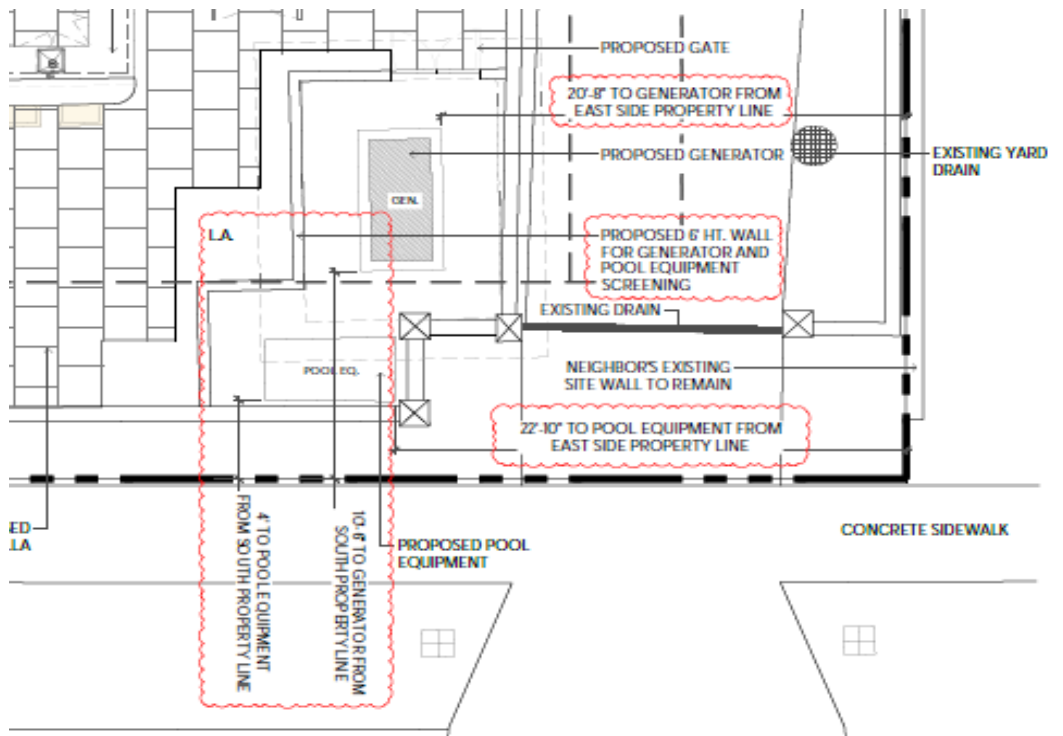 PROPOSED GATE
20'-8" TO GENERATOR FROM
EAST SIDE PROPERTY LINE
PROPOSED GENERATOR
EXISTING YARD
DRAIN
GEN.
L.A.
PROPOSED 6' HT. WALL
FOR GENERATOR AND
POOL EQUIPMENT
SCREENING
EXISTING DRAIN
POOL EQ.
NEIGHBOR'S EXISTING
SITE WALL TO REMAIN
22'-10" TO POOL EQUIPMENT FROM
EAST SIDE PROPERTY LINE
4' TO POOL EQUIPMENT
FROM SOUTH PROPERTY LINE
10'-6" TO GENERATOR FROM
SOUTH PROPERTY LINE
PROPOSED POOL
EQUIPMENT
CONCRETE SIDEWALK